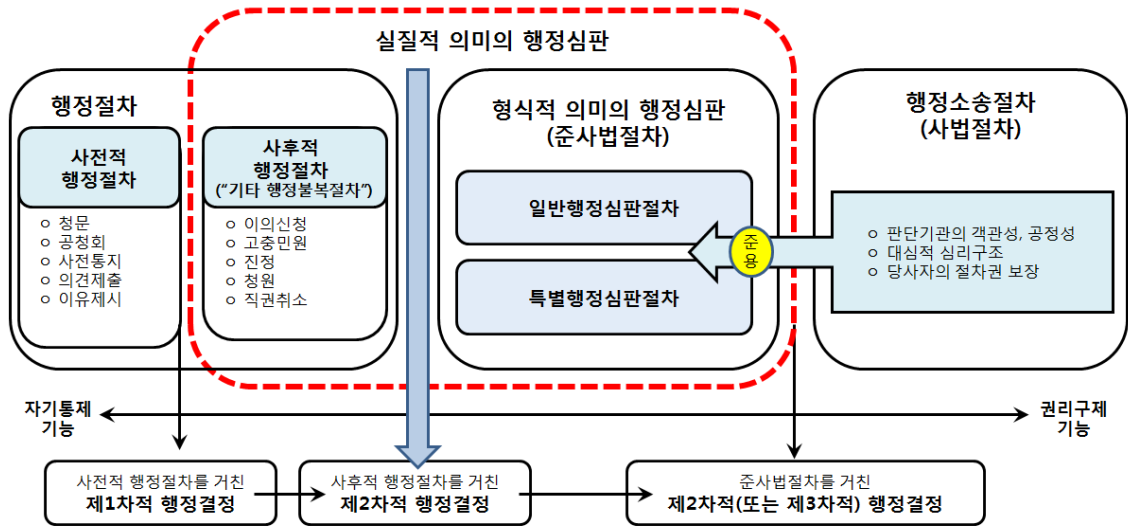 실질적 의미의 행정심판
행정절차
사전적
행정절차
ㅇ 청문
ㅇ 공청회
ㅇ 사전통지
ㅇ 의견제출
ㅇ 이유제시
사후적
행정절차
("기타 행정불복절차")
ㅇ 이의신청
ㅇ 고충민원
ㅇ 진정
ㅇ 청원
ㅇ 직권취소
형식적 의미의 행정심판
(준사법절차)
일반행정심판절차
특별행정심판절차
준
용
행정소송절차
(사법절차)
ㅇ 판단기관의 객관성, 공정성
ㅇ 대심적 심리구조
ㅇ 당사자의 절차권 보장
자기통제
기능
권리구제
기능
사전적 행정절차를 거친
제1차적 행정결정
사후적 행정절차를 거친
제2차적 행정결정
준사법절차를 거친
제2차적(또는 제3차적) 행정결정